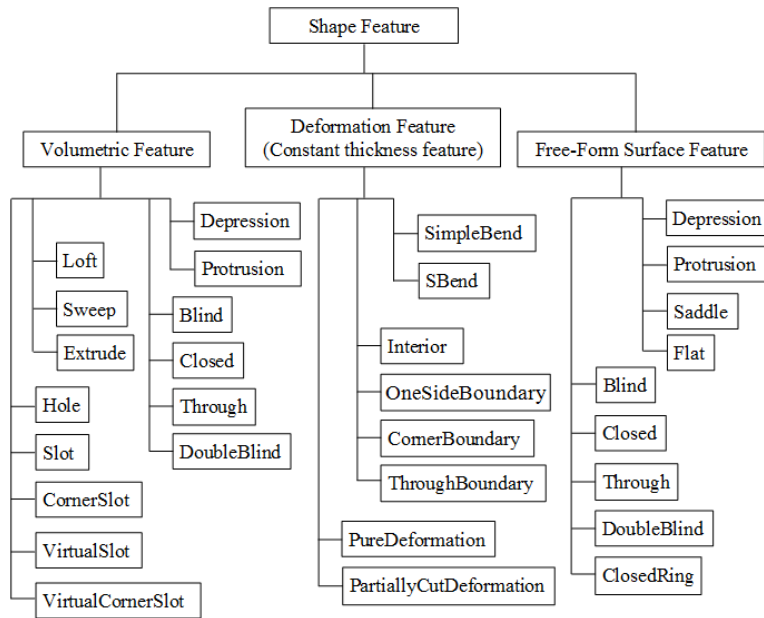 Shape Feature
Volumetric Feature
Deformation Feature
(Constant thickness feature)
Free-Form Surface Feature
Loft
Sweep
Extrude
Hole
Slot
CornerSlot
VirtualSlot
VirtualCornerSlot
Depression
Protrusion
Blind
Closed
Through
DoubleBlind
SimpleBend
SBend
Interior
OneSideBoundary
CornerBoundary
ThroughBoundary
PureDeformation
PartiallyCutDeformation
Depression
Protrusion
Saddle
Flat
Blind
Closed
Through
DoubleBlind
ClosedRing